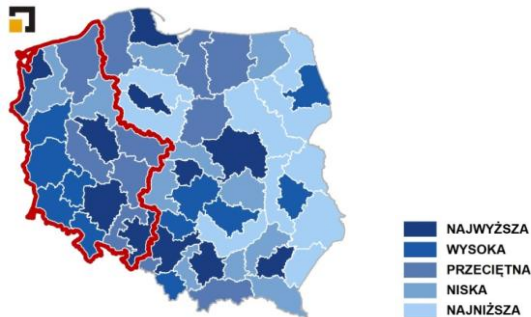 NAJWYŻSZA
WYSOKA
PRZECIĘTNA
NISKA
NAJNIŻSZA